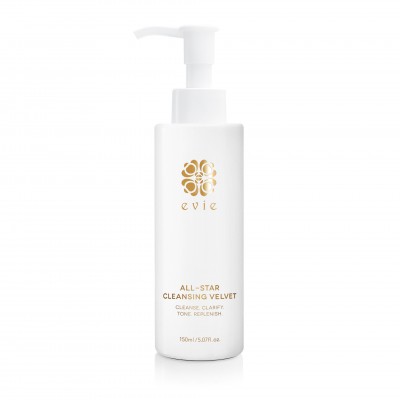 evie
ALL-STAR
CLEANSING VELVET
CLEANSE. CLARIFY.
TONE. REPLENISH
150ml / 5.07fl.oz